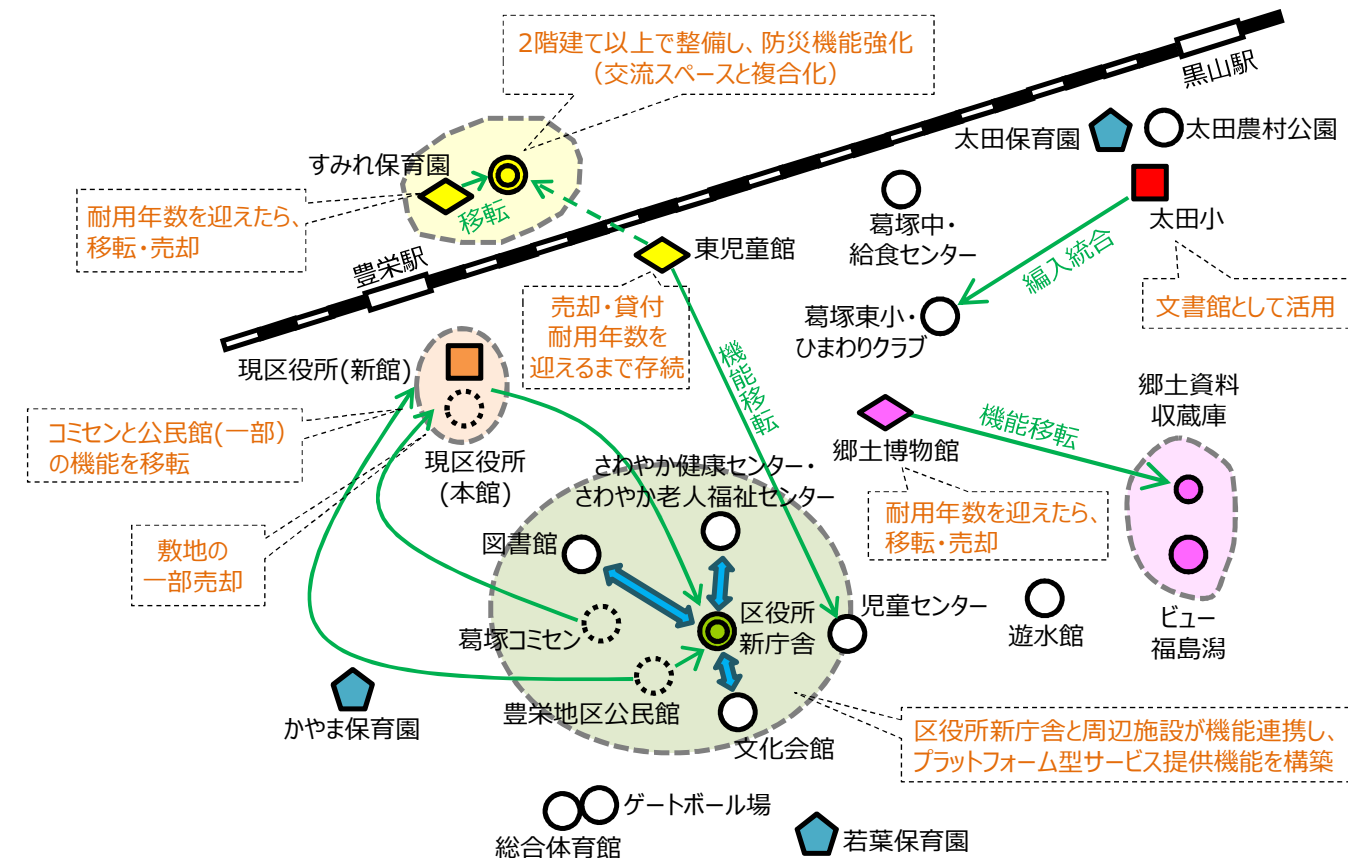 2階建て以上で整備し、防災機能強化
（交流スペースと複合化）
黒山駅
太田保育園
太田農村公園
すみれ保育園
耐用年数を迎えたら、
移転・売却
移転
豊栄駅
東児童館
葛塚中・
給食センター
太田小
編入統合
文書館として活用
売却・貸付
耐用年数を
迎えるまで存続
機能移転
葛塚東小・
ひまわりクラブ
現区役所(新館)
コミセンと公民館(一部)
の機能を移転
現区役所
(本館)
郷土博物館
機能移転
郷土資料
収蔵庫
耐用年数を迎えたら、
移転・売却
さわやか健康センター・
さわやか老人福祉センター
敷地の
一部売却
図書館
葛塚コミセン
区役所
新庁舎
児童センター
遊水館
ビュー
福島潟
豊栄地区公民館
かやま保育園
文化会館
区役所新庁舎と周辺施設が機能連携し、
プラットフォーム型サービス提供機能を構築
ゲートボール場
総合体育館
若葉保育園